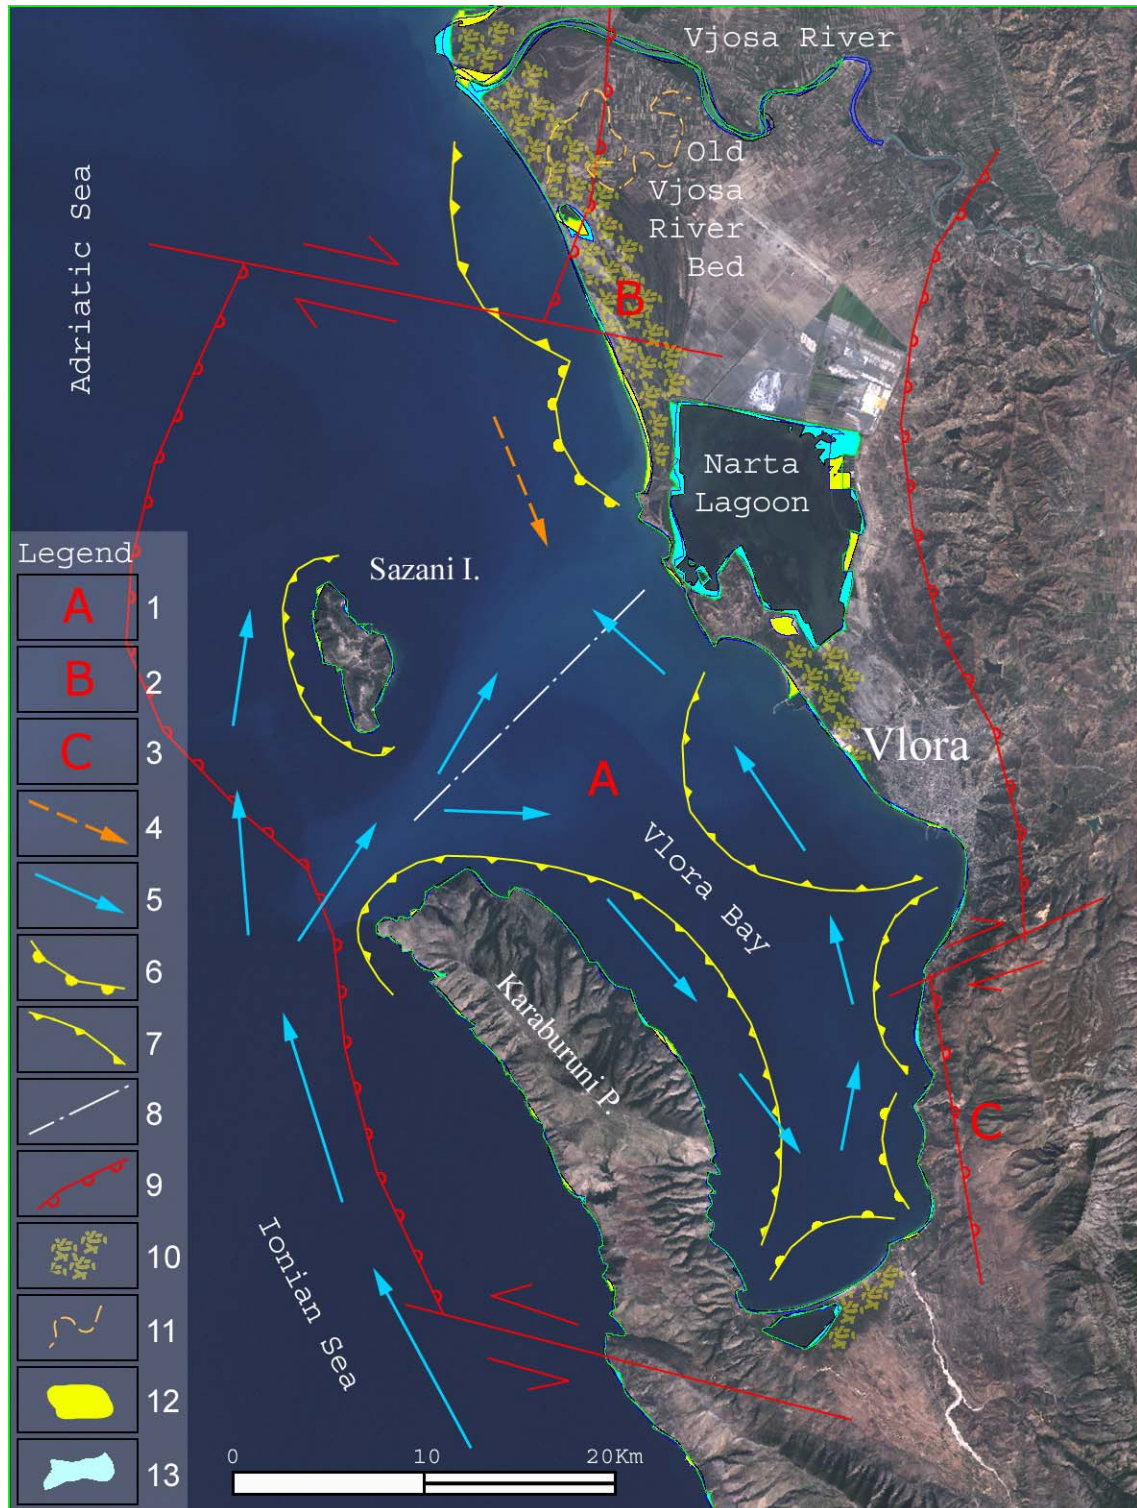 Vjosa River
Old
Vjosa
River
Bed
Adriatic Sea
B
Narta
Lagoon
Sazani I.
Vlora
A
Vlora Bay
Karaburuni P.
C
Ionian Sea
Legend
A 1
B 2
C 3
4
5
6
7
8
9
10
11
12
13
0 10 20Km